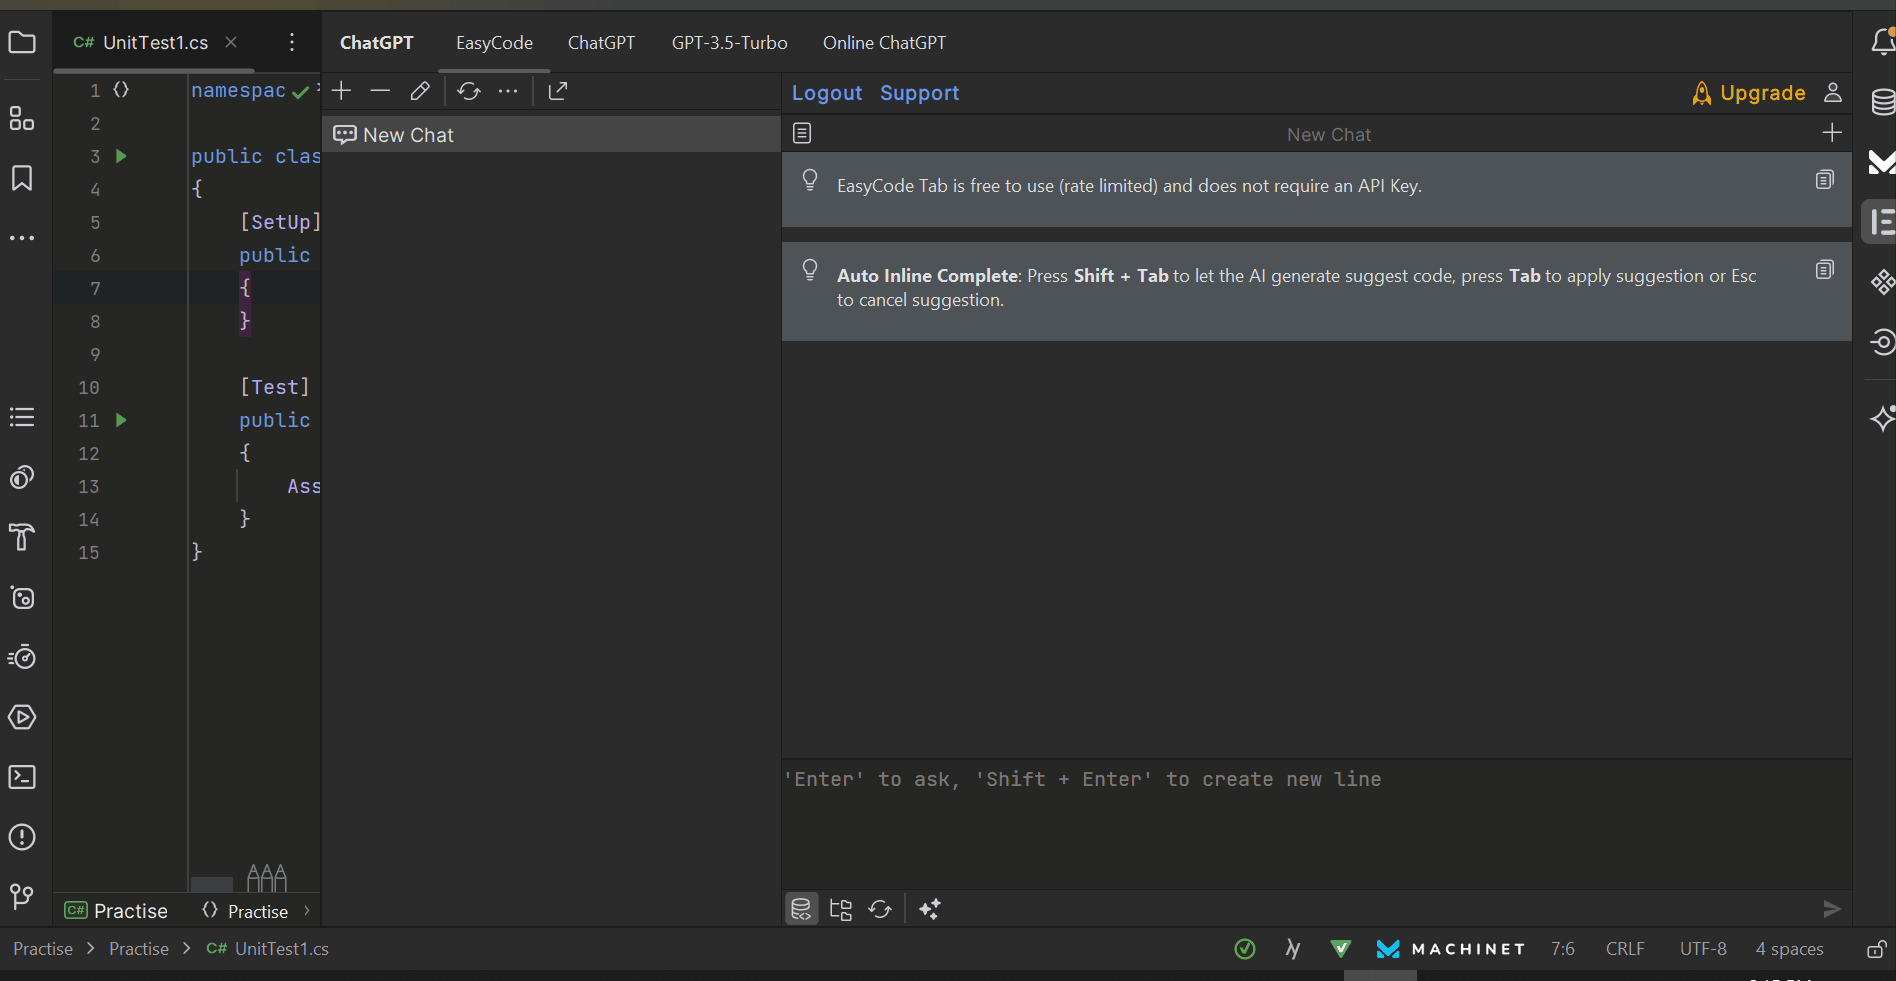 C# UnitTest1.cs
ChatGPT EasyCode ChatGPT GPT-3.5-Turbo Online ChatGPT
1 namespac
2
3 public clas
4 {
5 [SetUp]
6 public
7 {
8 }
9
10 [Test]
11 public
12 {
13 Ass
14 }
15 }
New Chat
Logout Support
Upgrade
New Chat
EasyCode Tab is free to use (rate limited) and does not require an API Key.
Auto Inline Complete: Press Shift + Tab to let the AI generate suggest code, press Tab to apply suggestion or Esc
to cancel suggestion.
'Enter' to ask, 'Shift + Enter' to create new line
C# Practise Practise
Practise Practise C# UnitTest1.cs
MACHINET 7:6 CRLF UTF-8 4 spaces